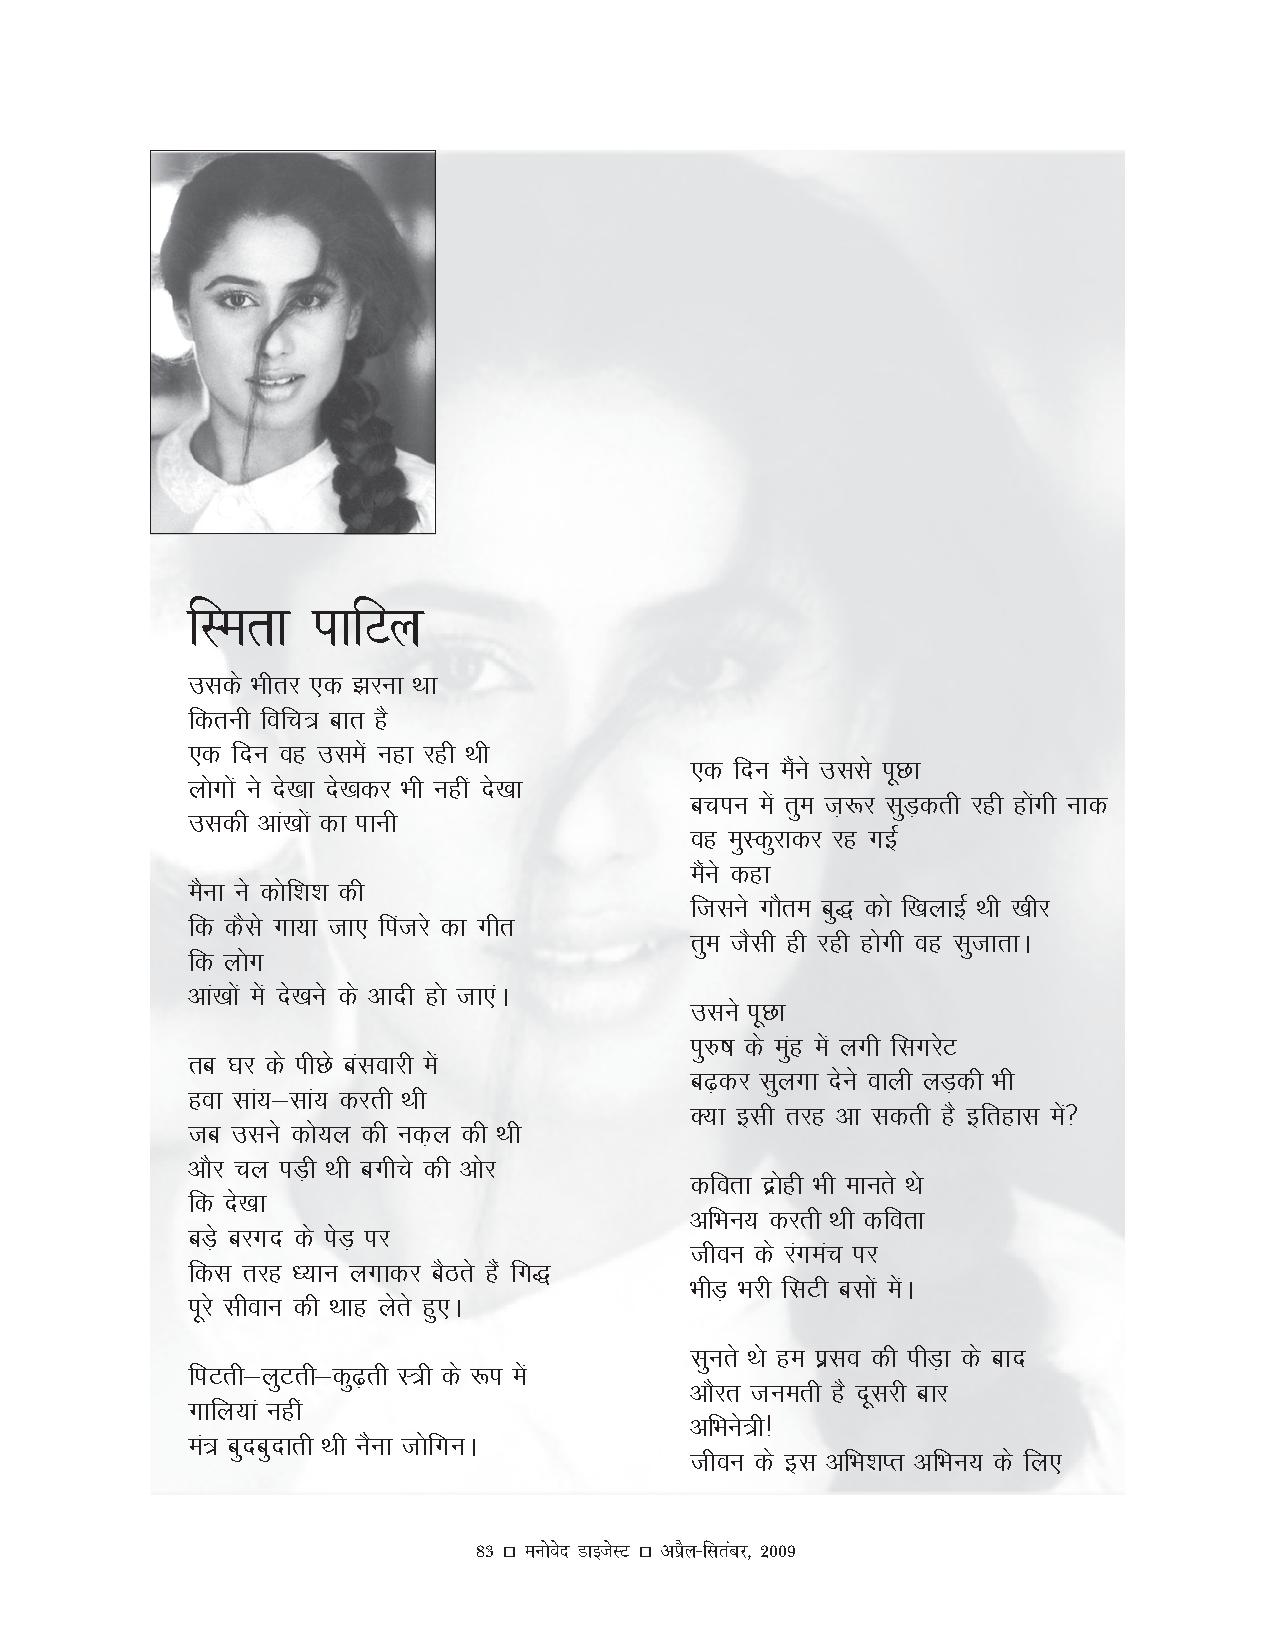 स्मिता पाटिल
उसके भीतर एक झरना था
कितनी विचित्र बात है
एक दिन वह उसमें नहा रही थी
लोगों ने देखा देखकर भी नहीं देखा
उसकी आंखों का पानी
मैना ने कोशिश की
कि कैसे गाया जाए पिंजरे का गीत
कि लोग
आंखों में देखने के आदी हो जाएं।
तब घर के पीछे बंसवारी में
हवा सांय–सांय करती थी
जब उसने कोयल की नक़ल की थी
और चल पड़ी थी बगीचे की ओर
कि देखा
बड़े बरगद के पेड़ पर
किस तरह ध्यान लगाकर बैठते हैं गिद्ध
पूरे सीवान की थाह लेते हुए।
पिटती–लुटती–कुढ़ती स्त्री के रूप में
गालियां नहीं
मंत्र बुदबुदाती थी नैना जोगिन।
एक दिन मैंने उससे पूछा
बचपन में तुम ज़रूर सुड़कती रही होंगी नाक
वह मुस्कुराकर रह गई
मैंने कहा
जिसने गौतम बुद्ध को खिलाई थी खीर
तुम जैसी ही रही होगी वह सुजाता।
उसने पूछा
पुरुष के मुंह में लगी सिगरेट
बढ़कर सुलगा देने वाली लड़की भी
क्या इसी तरह आ सकती है इतिहास में?
कविता द्रोही भी मानते थे
अभिनय करती थी कविता
जीवन के रंगमंच पर
भीड़ भरी सिटी बसों में।
सुनते थे हम प्रसव की पीड़ा के बाद
औरत जनमती है दूसरी बार
अभिनेत्री!
जीवन के इस अभिशप्त अभिनय के लिए
83 □ मनोवेद डाइजेस्ट □ अप्रैल-सितंबर, 2009